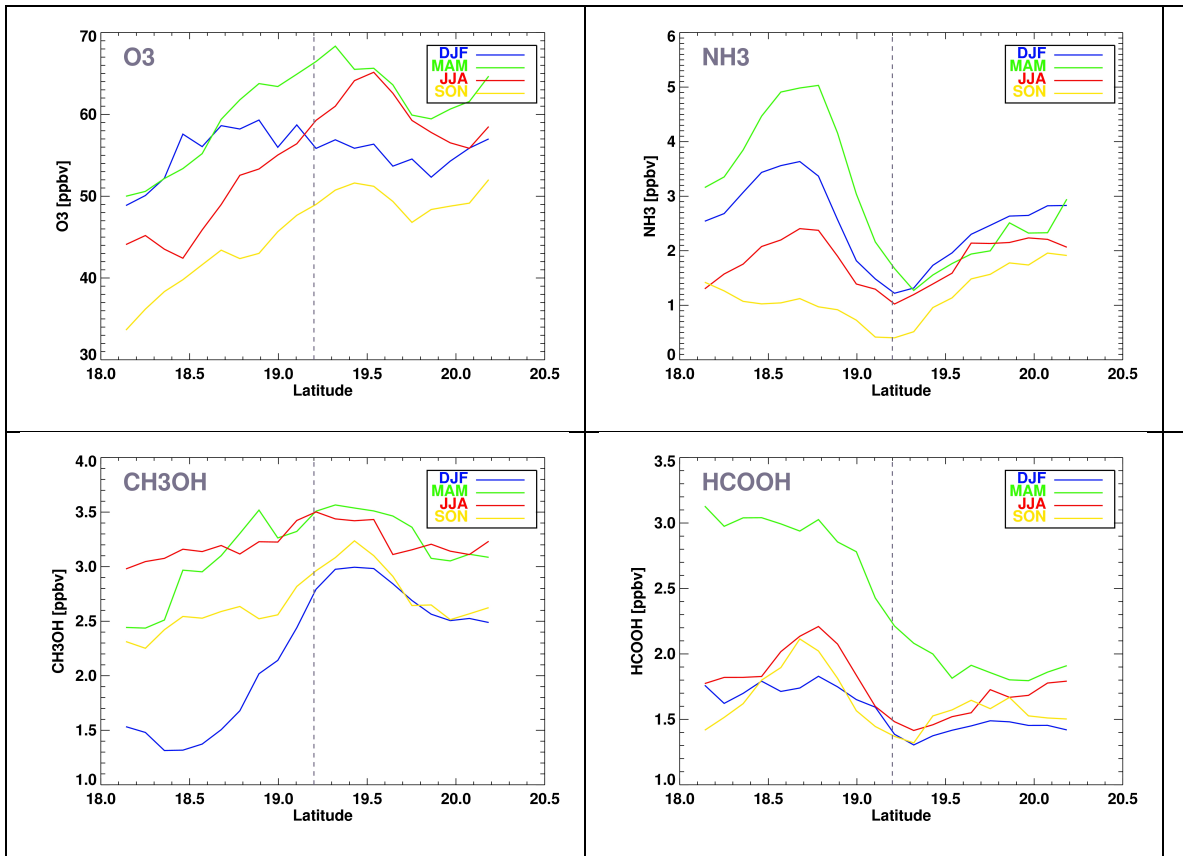 O3
DJF
MAM
JJA
SON
70
60
50
40
30
O3 [ppbv]
18.0 18.5 19.0 19.5 20.0 20.5
Latitude
NH3
DJF
MAM
JJA
SON
6
5
4
3
2
1
0
NH3 [ppbv]
18.0 18.5 19.0 19.5 20.0 20.5
Latitude
CH3OH
DJF
MAM
JJA
SON
4.0
3.5
3.0
2.5
2.0
1.5
1.0
CH3OH [ppbv]
18.0 18.5 19.0 19.5 20.0 20.5
Latitude
HCOOH
DJF
MAM
JJA
SON
3.5
3.0
2.5
2.0
1.5
1.0
HCOOH [ppbv]
18.0 18.5 19.0 19.5 20.0 20.5
Latitude